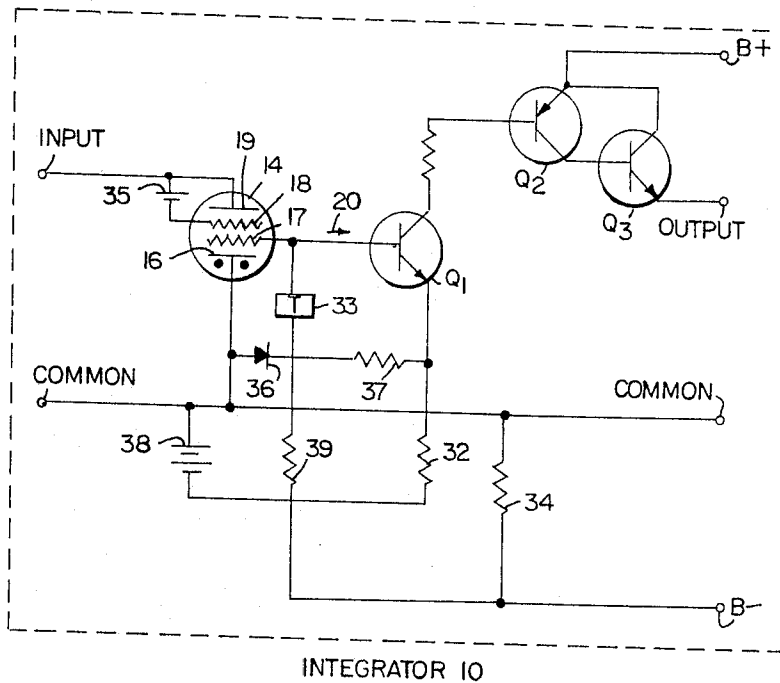 B+
INPUT
19
14
18
35
17
20
Q2
Q3
OUTPUT
16
Q1
T
33
COMMON
36
37
COMMON
38
39
32
34
B-
INTEGRATOR 10